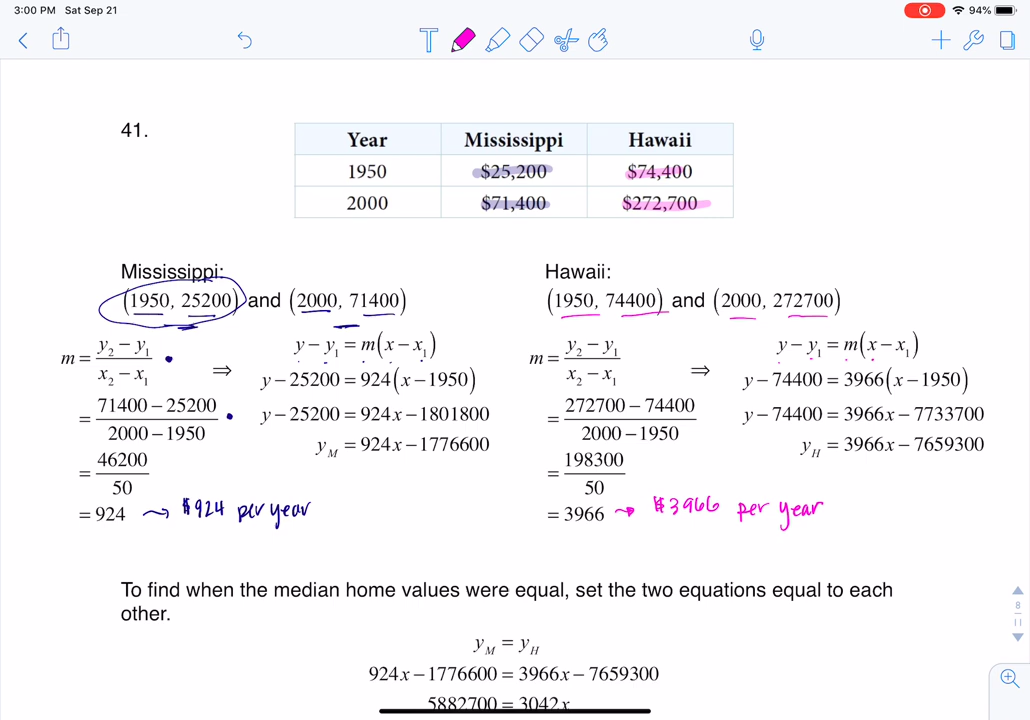 3:00 PM Sat Sep 21 94%
T
41.
Year Mississippi Hawaii
1950 $25,200 $74,400
2000 $71,400 $272,700
Mississippi:
(1950, 25200) and (2000, 71400)
m = (y₂ − y₁)/(x₂ − x₁) ⇒ y − y₁ = m(x − x₁)
y − 25200 = 924(x − 1950)
= (71400 − 25200)/(2000 − 1950) y − 25200 = 924x − 1801800
y_M = 924x − 1776600
= 46200/50
= 924 → $924 per year
Hawaii:
(1950, 74400) and (2000, 272700)
m = (y₂ − y₁)/(x₂ − x₁) ⇒ y − y₁ = m(x − x₁)
y − 74400 = 3966(x − 1950)
= (272700 − 74400)/(2000 − 1950) y − 74400 = 3966x − 7733700
y_H = 3966x − 7659300
= 198300/50
= 3966 → $3966 per year
To find when the median home values were equal, set the two equations equal to each
other.
y_M = y_H
924x − 1776600 = 3966x − 7659300
5882700 = 3042x
8
11